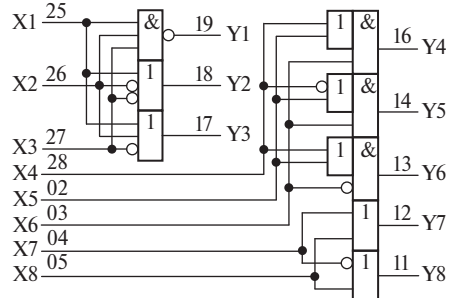 X1 25 & 19 Y1
X2 26 1 18 Y2
X3 27 1 17 Y3
X4 28
X5 02
X6 03
X7 04
X8 05
1 & 16 Y4
1 & 14 Y5
1 & 13 Y6
1 12 Y7
1 11 Y8